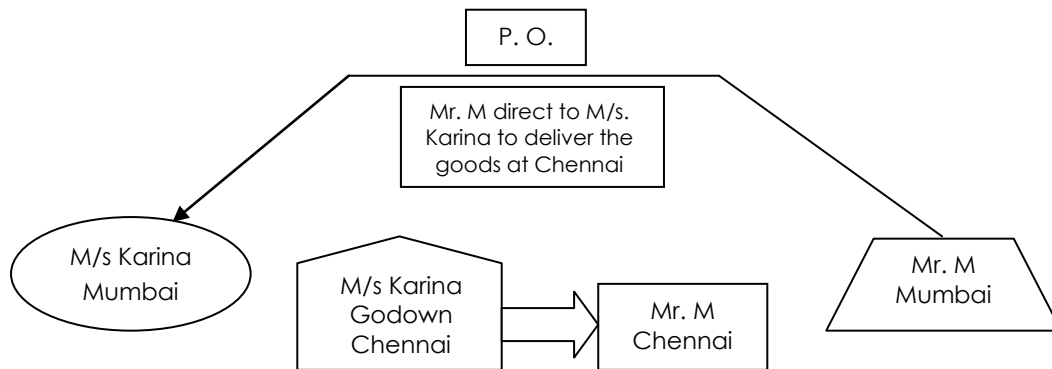 P. O.
Mr. M direct to M/s.
Karina to deliver the
goods at Chennai
M/s Karina
Mumbai
M/s Karina
Godown
Chennai
Mr. M
Chennai
Mr. M
Mumbai